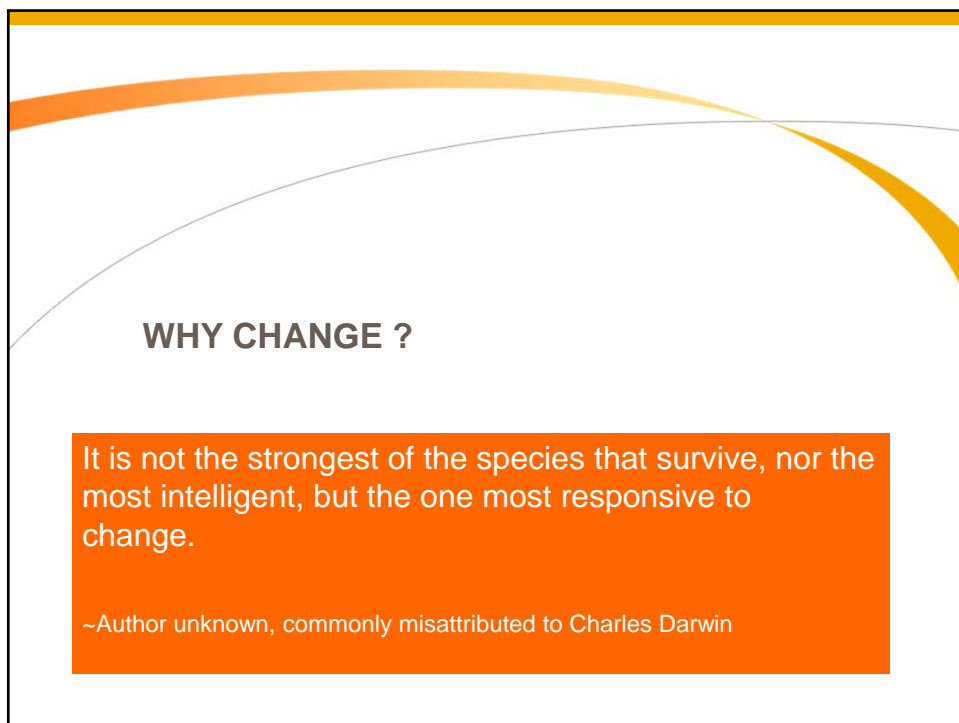 WHY CHANGE ?
It is not the strongest of the species that survive, nor the
most intelligent, but the one most responsive to
change.
~Author unknown, commonly misattributed to Charles Darwin